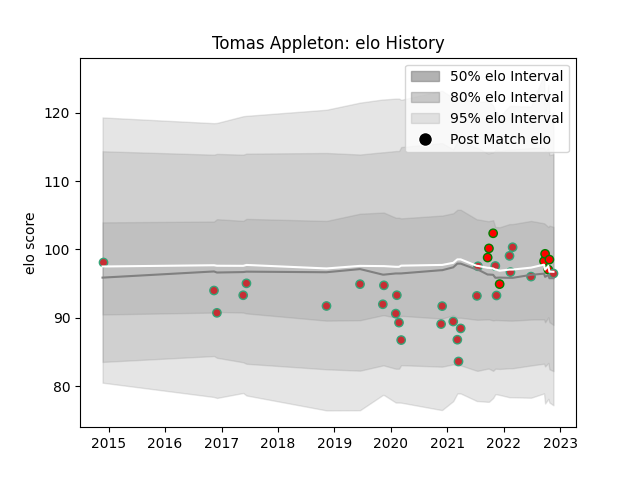 Tomas Appleton: elo History
50% elo Interval
80% elo Interval
95% elo Interval
Post Match elo
elo score
120
110
100
90
80
2015 2016 2017 2018 2019 2020 2021 2022 2023